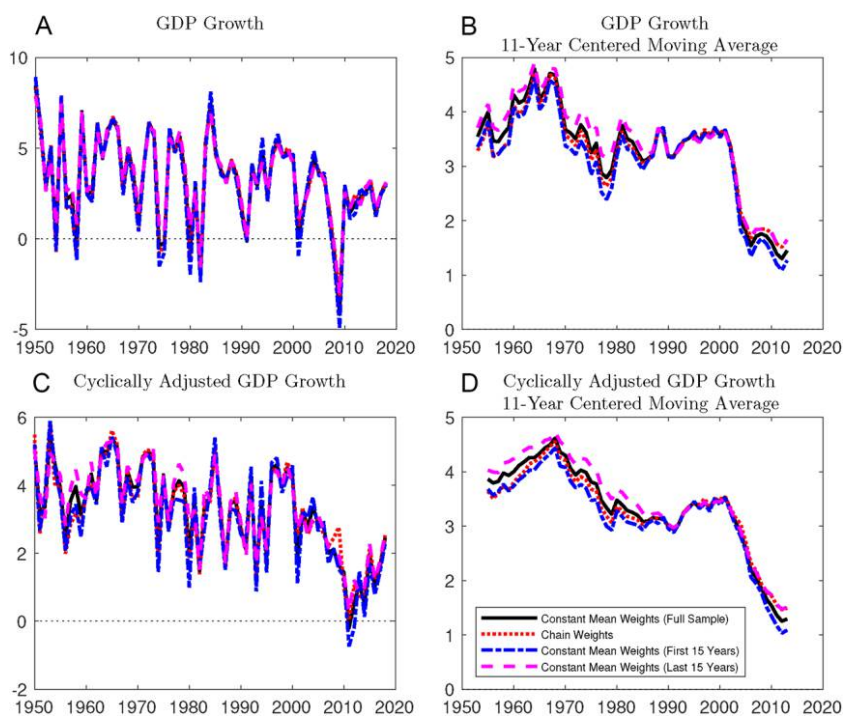 A
GDP Growth
10
5
0
-5
1950 1960 1970 1980 1990 2000 2010 2020
B
GDP Growth
11-Year Centered Moving Average
5
4
3
2
1
0
1950 1960 1970 1980 1990 2000 2010 2020
C
Cyclically Adjusted GDP Growth
6
4
2
0
-2
1950 1960 1970 1980 1990 2000 2010 2020
D
Cyclically Adjusted GDP Growth
11-Year Centered Moving Average
5
4
3
2
1
0
Constant Mean Weights (Full Sample)
Chain Weights
Constant Mean Weights (First 15 Years)
Constant Mean Weights (Last 15 Years)
1950 1960 1970 1980 1990 2000 2010 2020